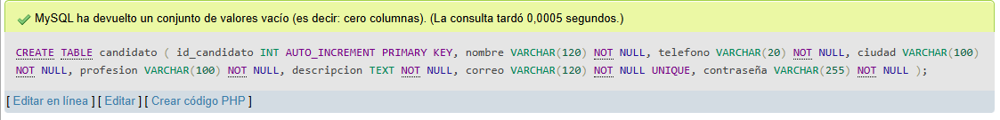 MySQL ha devuelto un conjunto de valores vacío (es decir: cero columnas). (La consulta tardó 0,0005 segundos.)
CREATE TABLE candidato ( id_candidato INT AUTO_INCREMENT PRIMARY KEY, nombre VARCHAR(120) NOT NULL, telefono VARCHAR(20) NOT NULL, ciudad VARCHAR(100)
NOT NULL, profesion VARCHAR(100) NOT NULL, descripcion TEXT NOT NULL, correo VARCHAR(120) NOT NULL UNIQUE, contraseña VARCHAR(255) NOT NULL );
[ Editar en línea ] [ Editar ] [ Crear código PHP ]